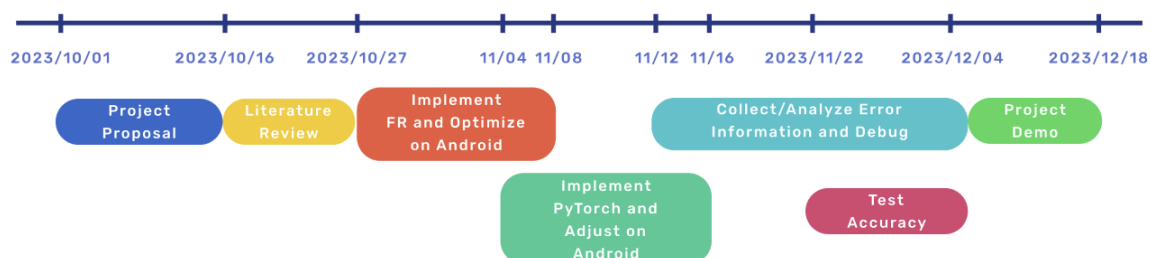 2023/10/01 2023/10/16 2023/10/27 11/04 11/08 11/12 11/16 2023/11/22 2023/12/04 2023/12/18
Project
Proposal
Literature
Review
Implement
FR and Optimize
on Android
Collect/Analyze Error
Information and Debug
Project
Demo
Implement
PyTorch and
Adjust on
Android
Test
Accuracy